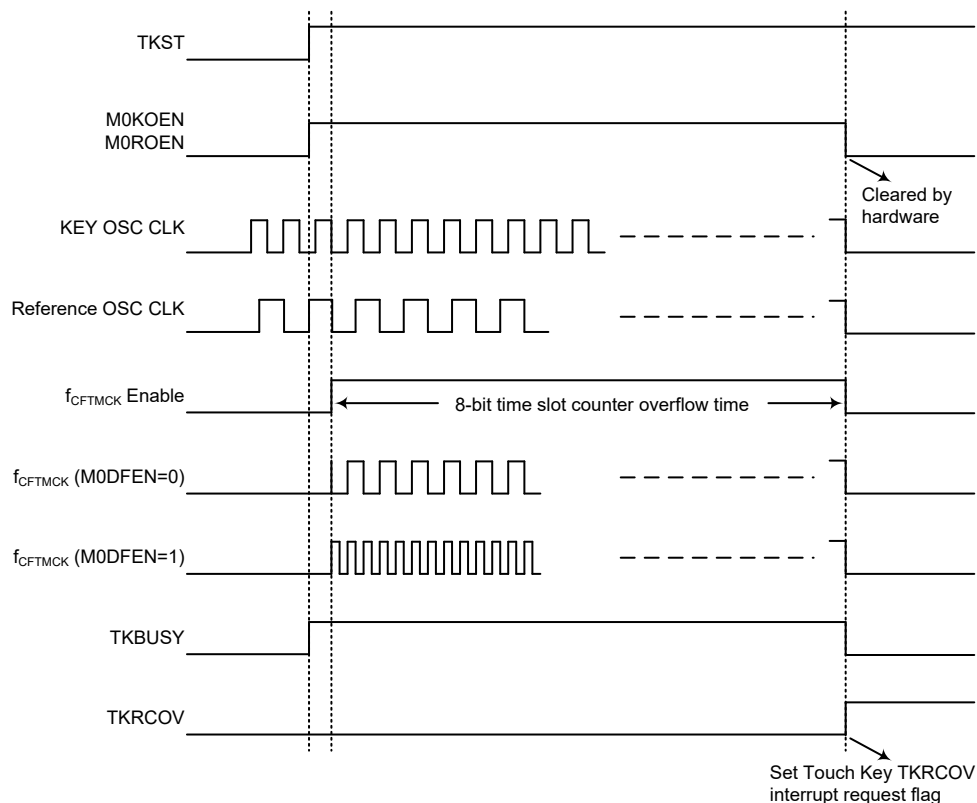 TKST
M0KOEN
M0ROEN
Cleared by
hardware
KEY OSC CLK
Reference OSC CLK
fCFTMCK Enable
8-bit time slot counter overflow time
fCFTMCK (M0DFEN=0)
fCFTMCK (M0DFEN=1)
TKBUSY
TKRCOV
Set Touch Key TKRCOV
interrupt request flag